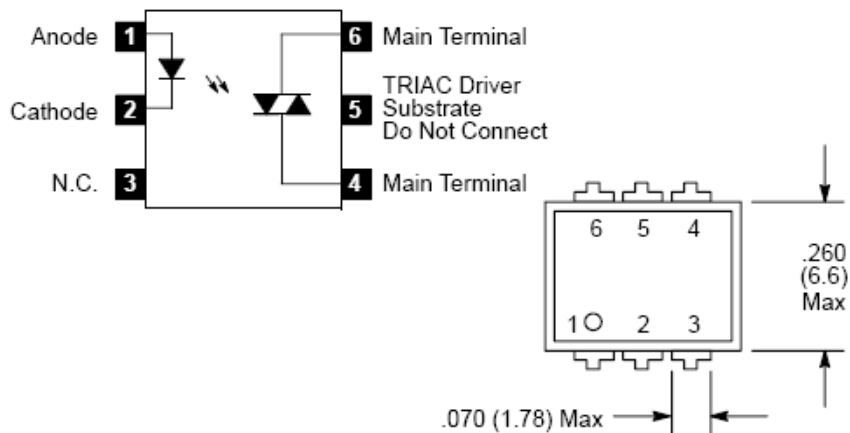 Anode 1
6 Main Terminal
Cathode 2
5 TRIAC Driver
Substrate
Do Not Connect
N.C. 3
4 Main Terminal
6 5 4
.260
(6.6)
Max
1 2 3
.070 (1.78) Max